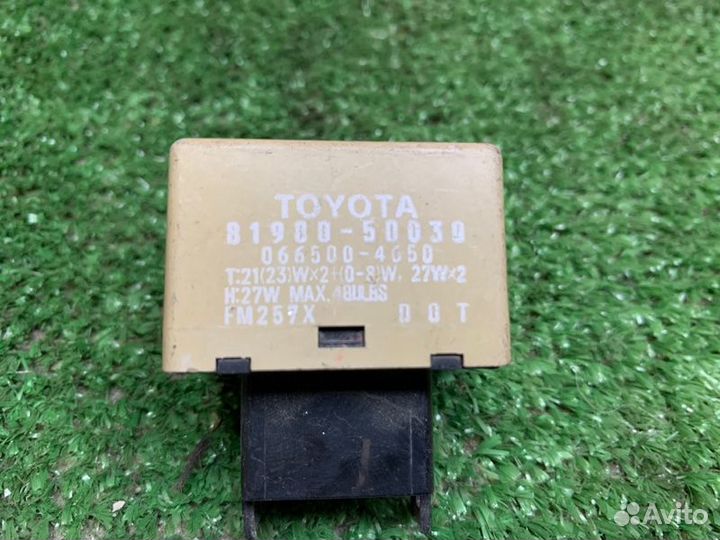 TOYOTA
81980-50030
066500-4650
T:21(23)W×2+(0-8)W, 27W×2
H:27W MAX.4BULBS
FM257X DOT
Avito